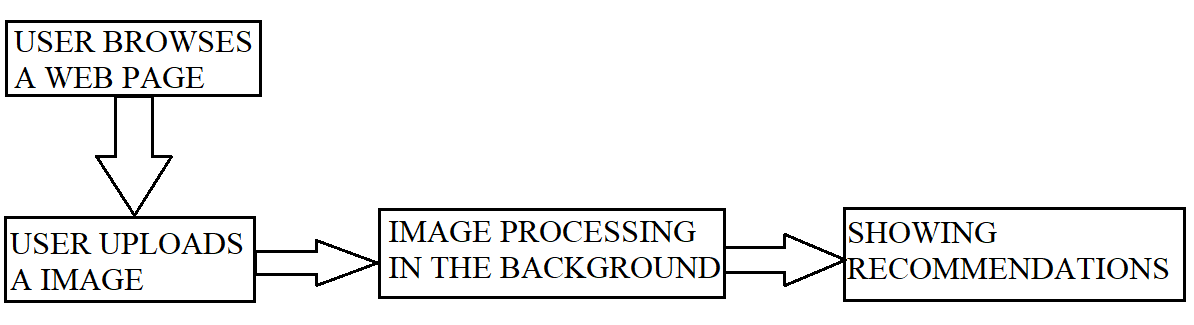 USER BROWSES
A WEB PAGE
USER UPLOADS
A IMAGE
IMAGE PROCESSING
IN THE BACKGROUND
SHOWING
RECOMMENDATIONS